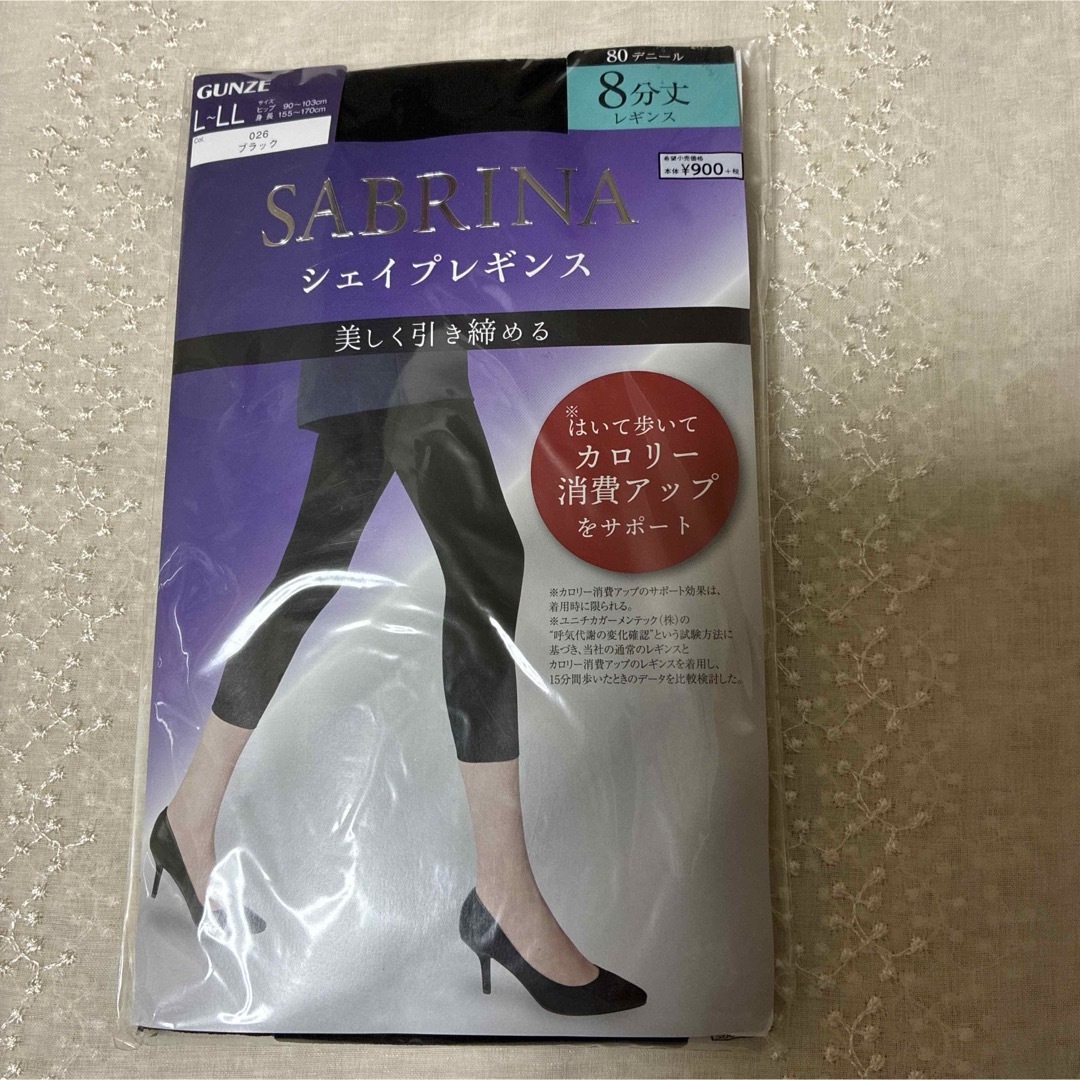 GUNZE
L~LL
サイズ
ヒップ 90~103cm
身長 155~170cm
Col.
026
ブラック
80デニール
8分丈
レギンス
希望小売価格
本体 ¥900+税
SABRINA
シェイプレギンス
美しく引き締める
※
はいて歩いて
カロリー
消費アップ
をサポート
※カロリー消費アップのサポート効果は、
着用時に限られる。
※ユニチカガーメンテック(株)の
“呼気代謝の変化確認”という試験方法に
基づき、当社の通常のレギンスと
カロリー消費アップのレギンスを着用し、
15分間歩いたときのデータを比較検討した。